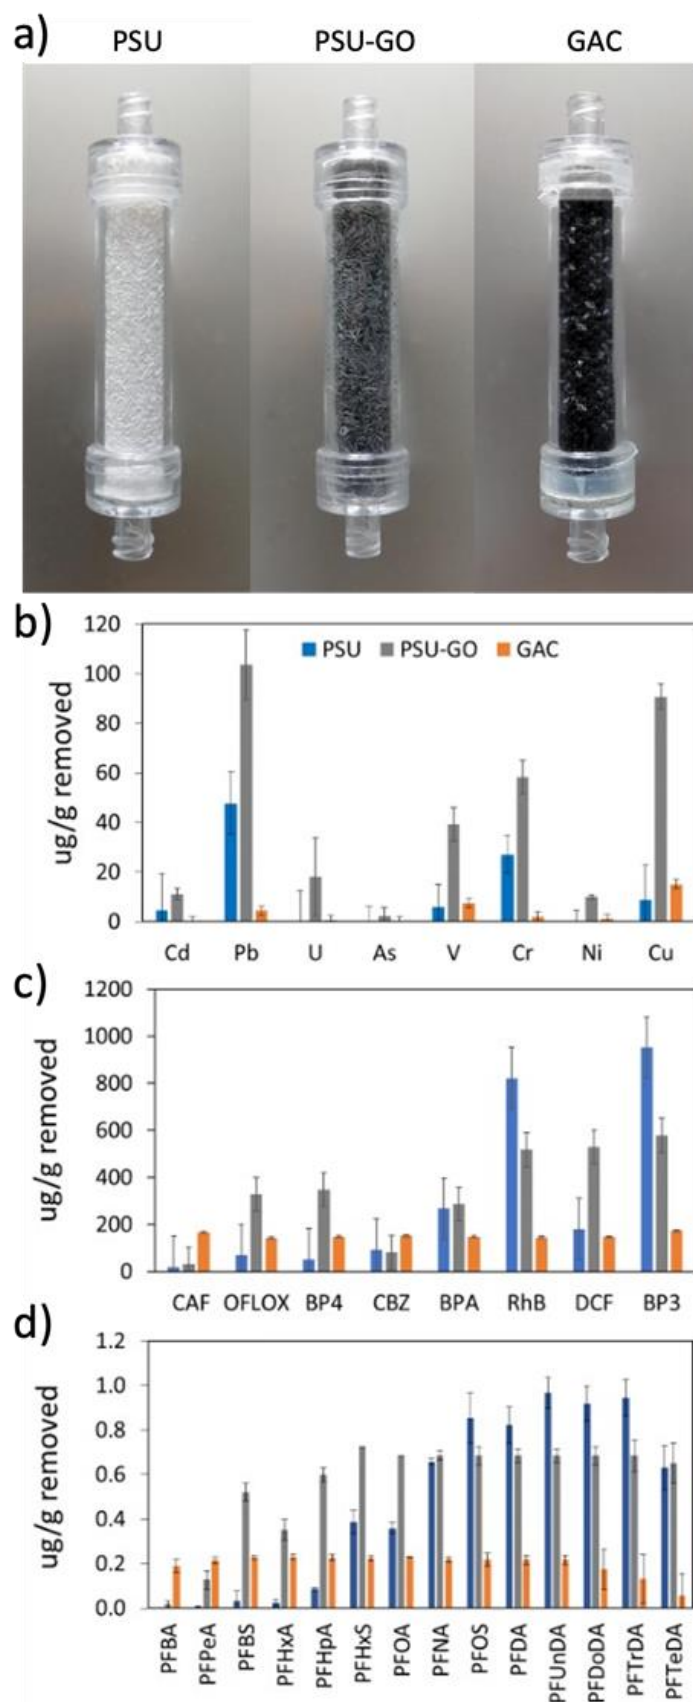 a)
PSU PSU-GO GAC
b)
ug/g removed
120
100
80
60
40
20
0
PSU PSU-GO GAC
Cd Pb U As V Cr Ni Cu
c)
ug/g removed
1200
1000
800
600
400
200
0
CAF OFLOX BP4 CBZ BPA RhB DCF BP3
d)
ug/g removed
1.2
1.0
0.8
0.6
0.4
0.2
0.0
PFBA PFPeA PFBS PFHxA PFHpA PFHxS PFOA PFNA PFOS PFDA PFUnDA PFDoDA PFTrDA PFTeDA